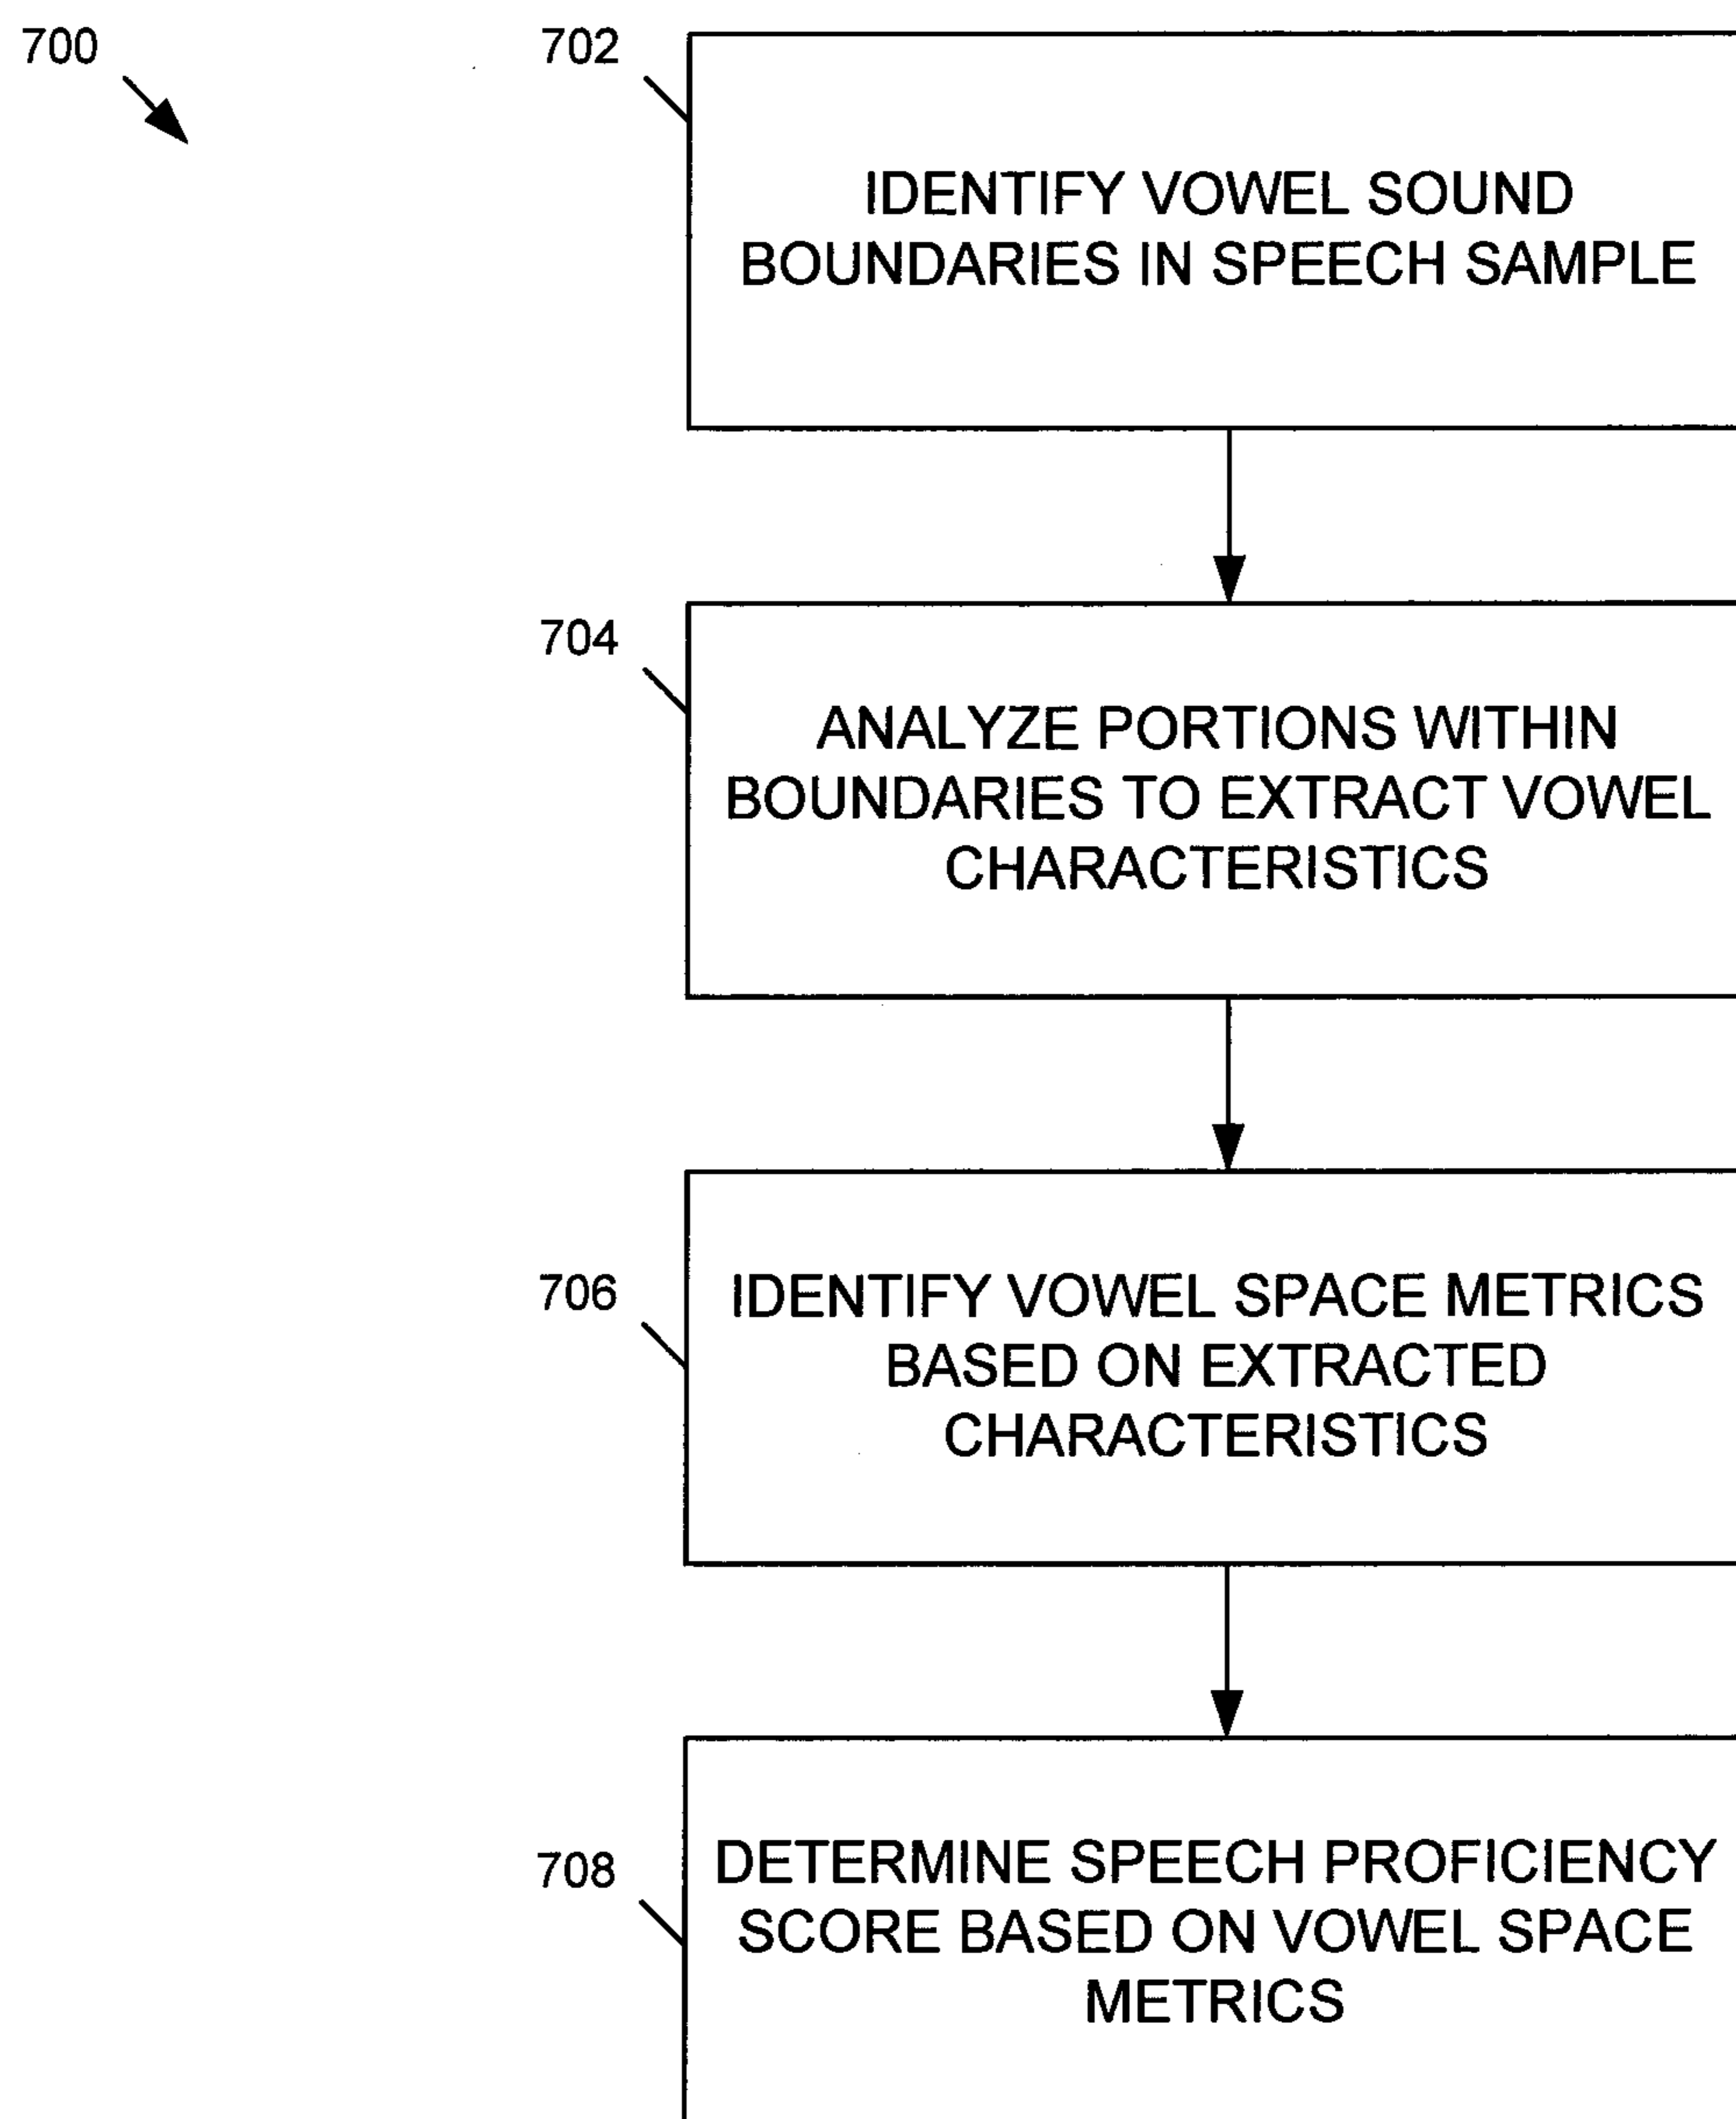 700
702
IDENTIFY VOWEL SOUND
BOUNDARIES IN SPEECH SAMPLE
704
ANALYZE PORTIONS WITHIN
BOUNDARIES TO EXTRACT VOWEL
CHARACTERISTICS
706
IDENTIFY VOWEL SPACE METRICS
BASED ON EXTRACTED
CHARACTERISTICS
708
DETERMINE SPEECH PROFICIENCY
SCORE BASED ON VOWEL SPACE
METRICS